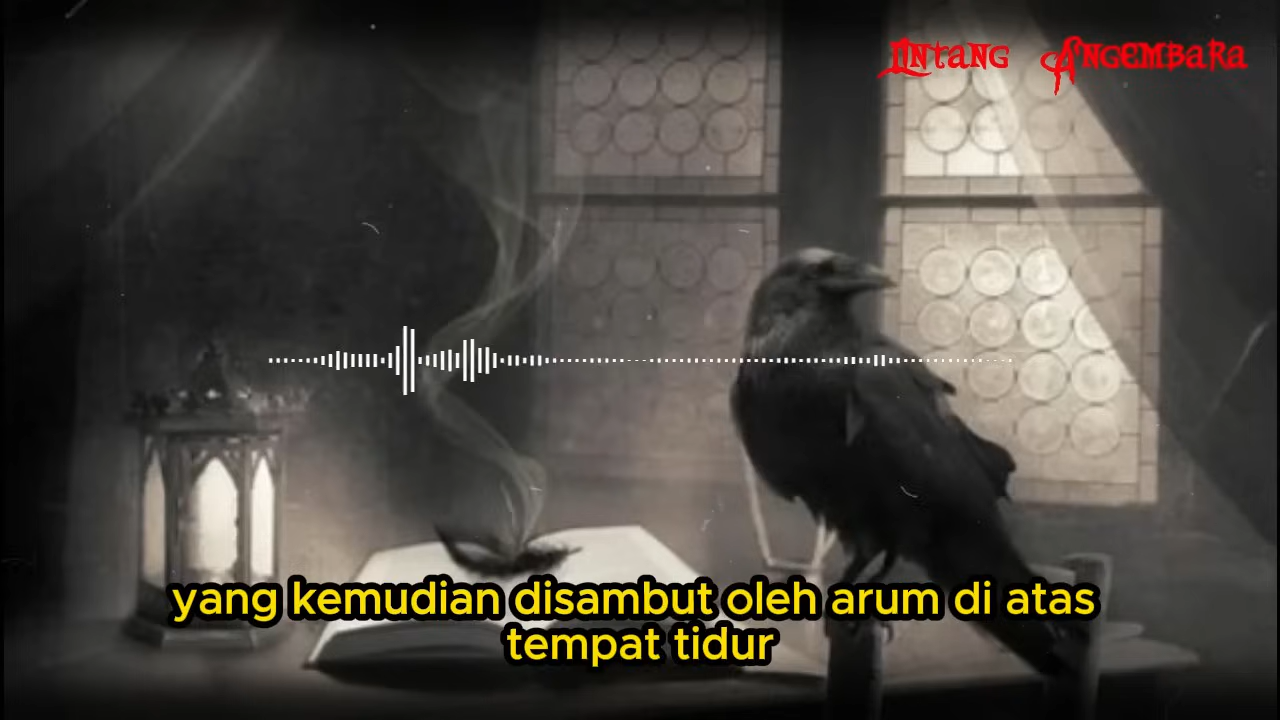 Lintang Angembara
yang kemudian disambut oleh arum di atas
tempat tidur